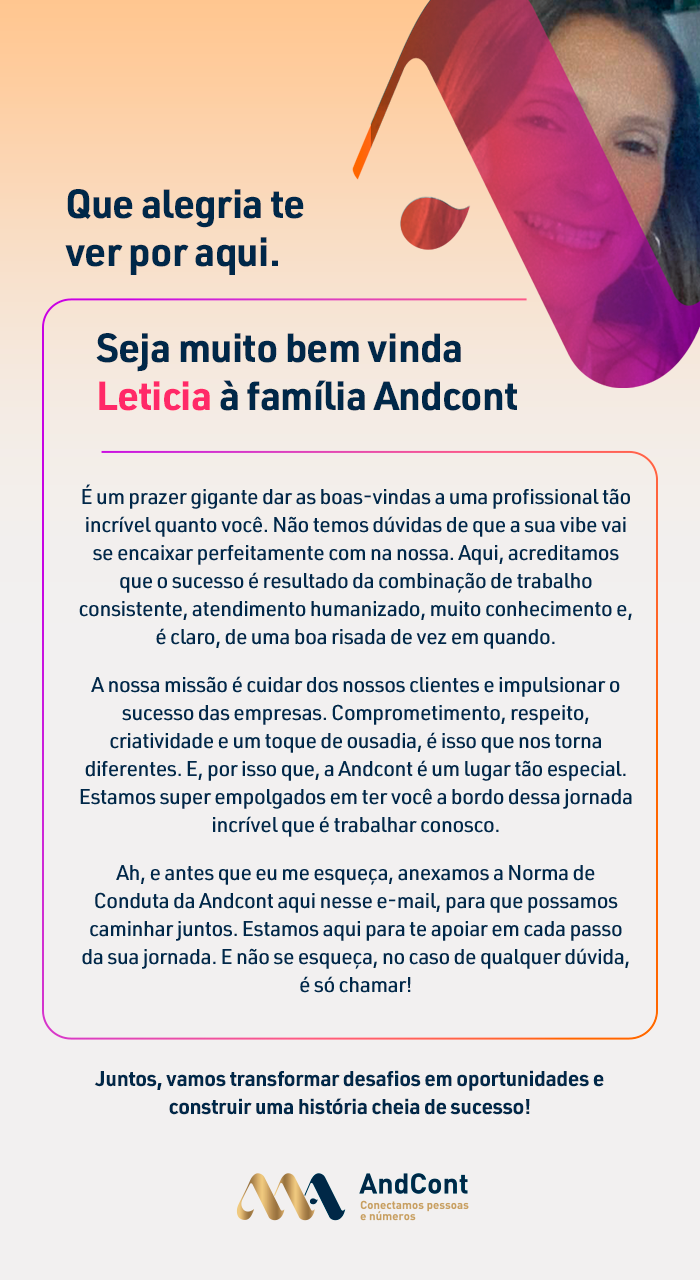 Que alegria te
ver por aqui.
Seja muito bem vinda
Leticia à família Andcont
É um prazer gigante dar as boas-vindas a uma profissional tão
incrível quanto você. Não temos dúvidas de que a sua vibe vai
se encaixar perfeitamente com na nossa. Aqui, acreditamos
que o sucesso é resultado da combinação de trabalho
consistente, atendimento humanizado, muito conhecimento e,
é claro, de uma boa risada de vez em quando.
A nossa missão é cuidar dos nossos clientes e impulsionar o
sucesso das empresas. Comprometimento, respeito,
criatividade e um toque de ousadia, é isso que nos torna
diferentes. E, por isso que, a Andcont é um lugar tão especial.
Estamos super empolgados em ter você a bordo dessa jornada
incrível que é trabalhar conosco.
Ah, e antes que eu me esqueça, anexamos a Norma de
Conduta da Andcont aqui nesse e-mail, para que possamos
caminhar juntos. Estamos aqui para te apoiar em cada passo
da sua jornada. E não se esqueça, no caso de qualquer dúvida,
é só chamar!
Juntos, vamos transformar desafios em oportunidades e
construir uma história cheia de sucesso!
AndCont
Conectamos pessoas
e números